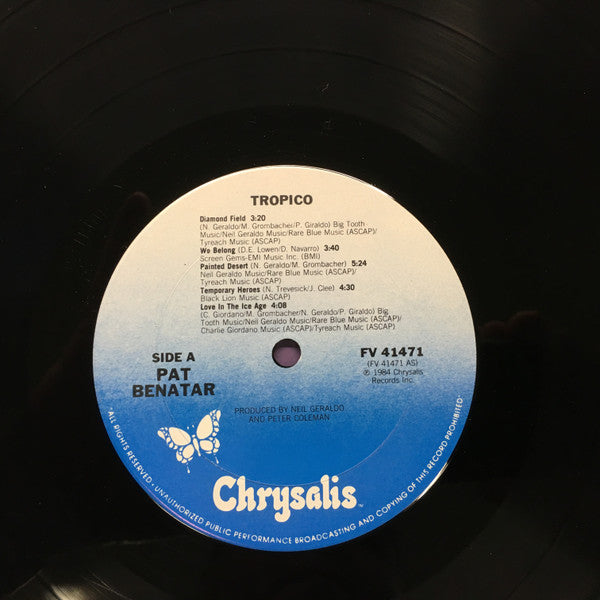 TROPICO
Diamond Field 3:20
(N. Geraldo/M. Grombacher/P. Giraldo) Big Tooth
Music/Neil Geraldo Music/Rare Blue Music (ASCAP)/
Tyreach Music (ASCAP)
We Belong (D.E. Lowen/D. Navarro) 3:40
Screen Gems-EMI Music Inc. (BMI)
Painted Desert (N. Geraldo/M. Grombacher) 5:24
Neil Geraldo Music/Rare Blue Music (ASCAP)/
Tyreach Music (ASCAP)
Temporary Heroes (N. Trevesick/J. Clee) 4:30
Black Lion Music (ASCAP)
Love In The Ice Age 4:08
(C. Giordano/M. Grombacher/N. Geraldo/P. Giraldo) Big
Tooth Music/Neil Geraldo Music/Rare Blue Music (ASCAP)/
Charlie Giordano Music (ASCAP)/Tyreach Music (ASCAP)
SIDE A
PAT
BENATAR
FV 41471
(FV 41471 AS)
℗ 1984 Chrysalis
Records Inc.
PRODUCED BY NEIL GERALDO
AND PETER COLEMAN
Chrysalis™
ALL RIGHTS RESERVED • UNAUTHORIZED PUBLIC PERFORMANCE BROADCASTING AND COPYING OF THIS RECORD PROHIBITED